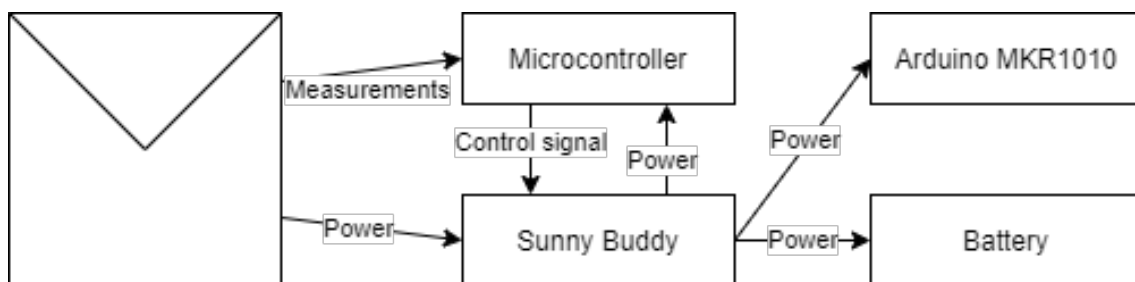 Microcontroller
Arduino MKR1010
Measurements
Control signal
Power
Power
Power
Sunny Buddy
Power
Battery